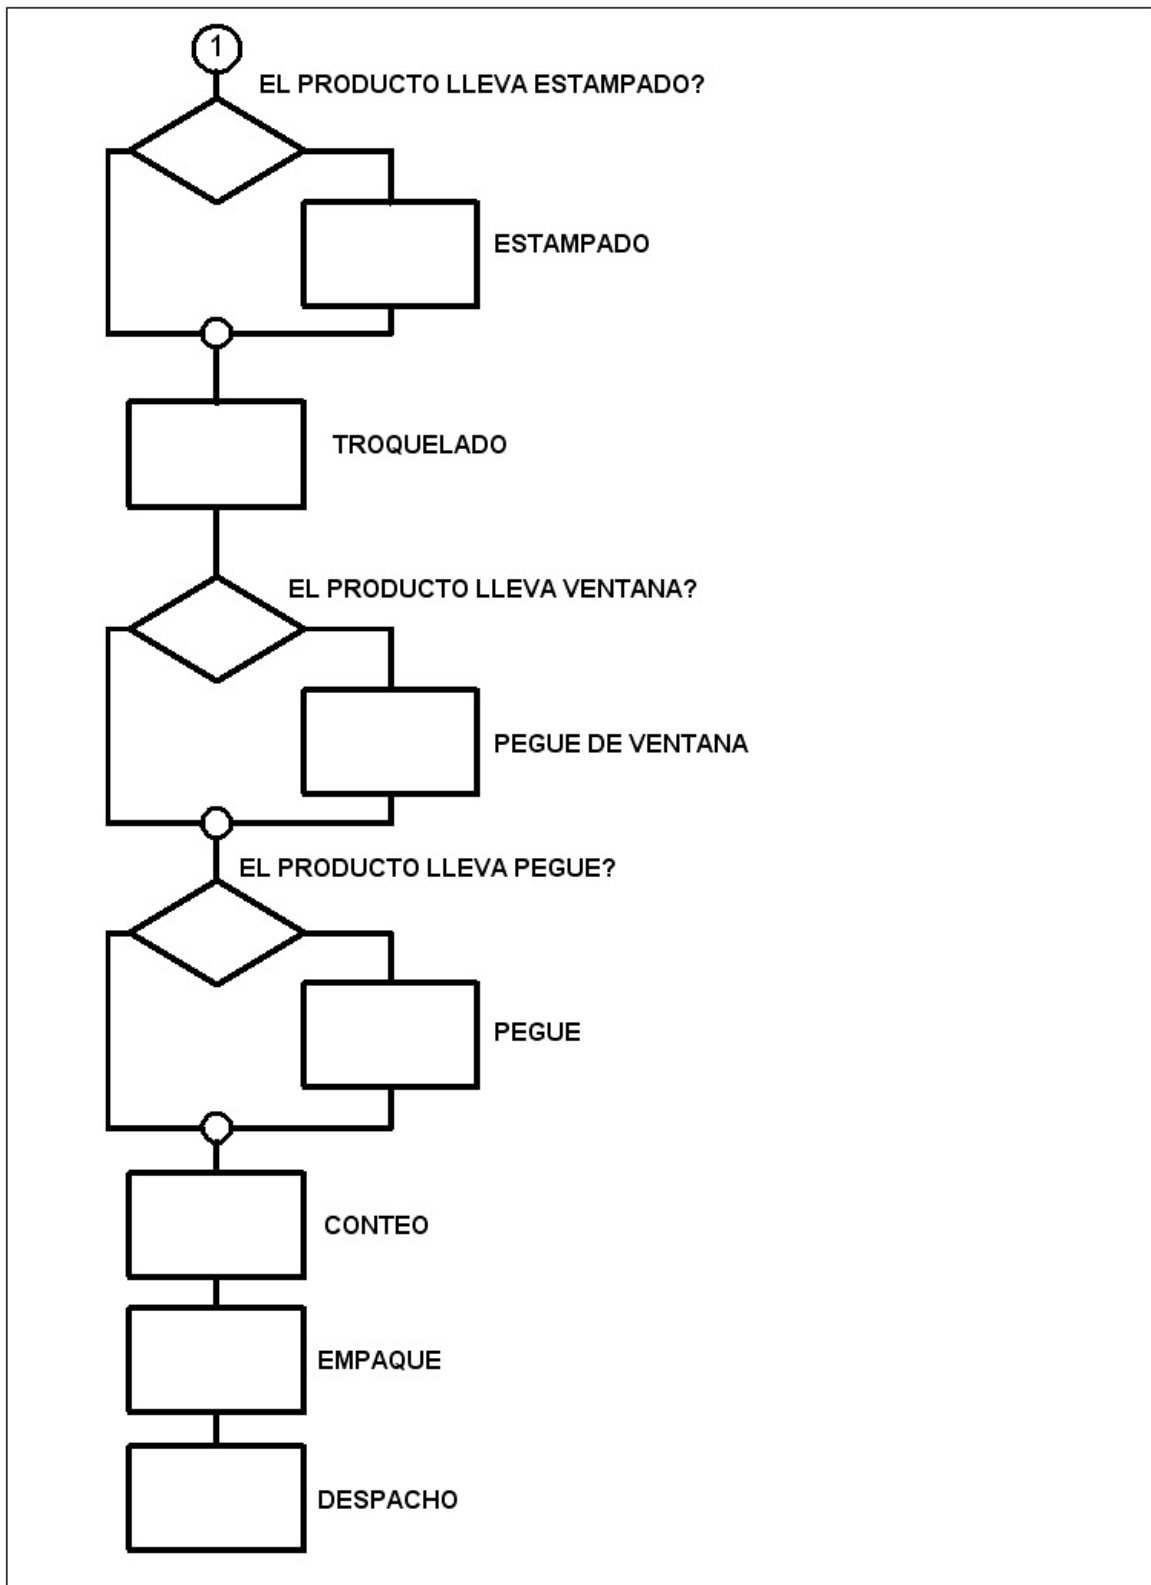 1
EL PRODUCTO LLEVA ESTAMPADO?
ESTAMPADO
TROQUELADO
EL PRODUCTO LLEVA VENTANA?
PEGUE DE VENTANA
EL PRODUCTO LLEVA PEGUE?
PEGUE
CONTEO
EMPAQUE
DESPACHO